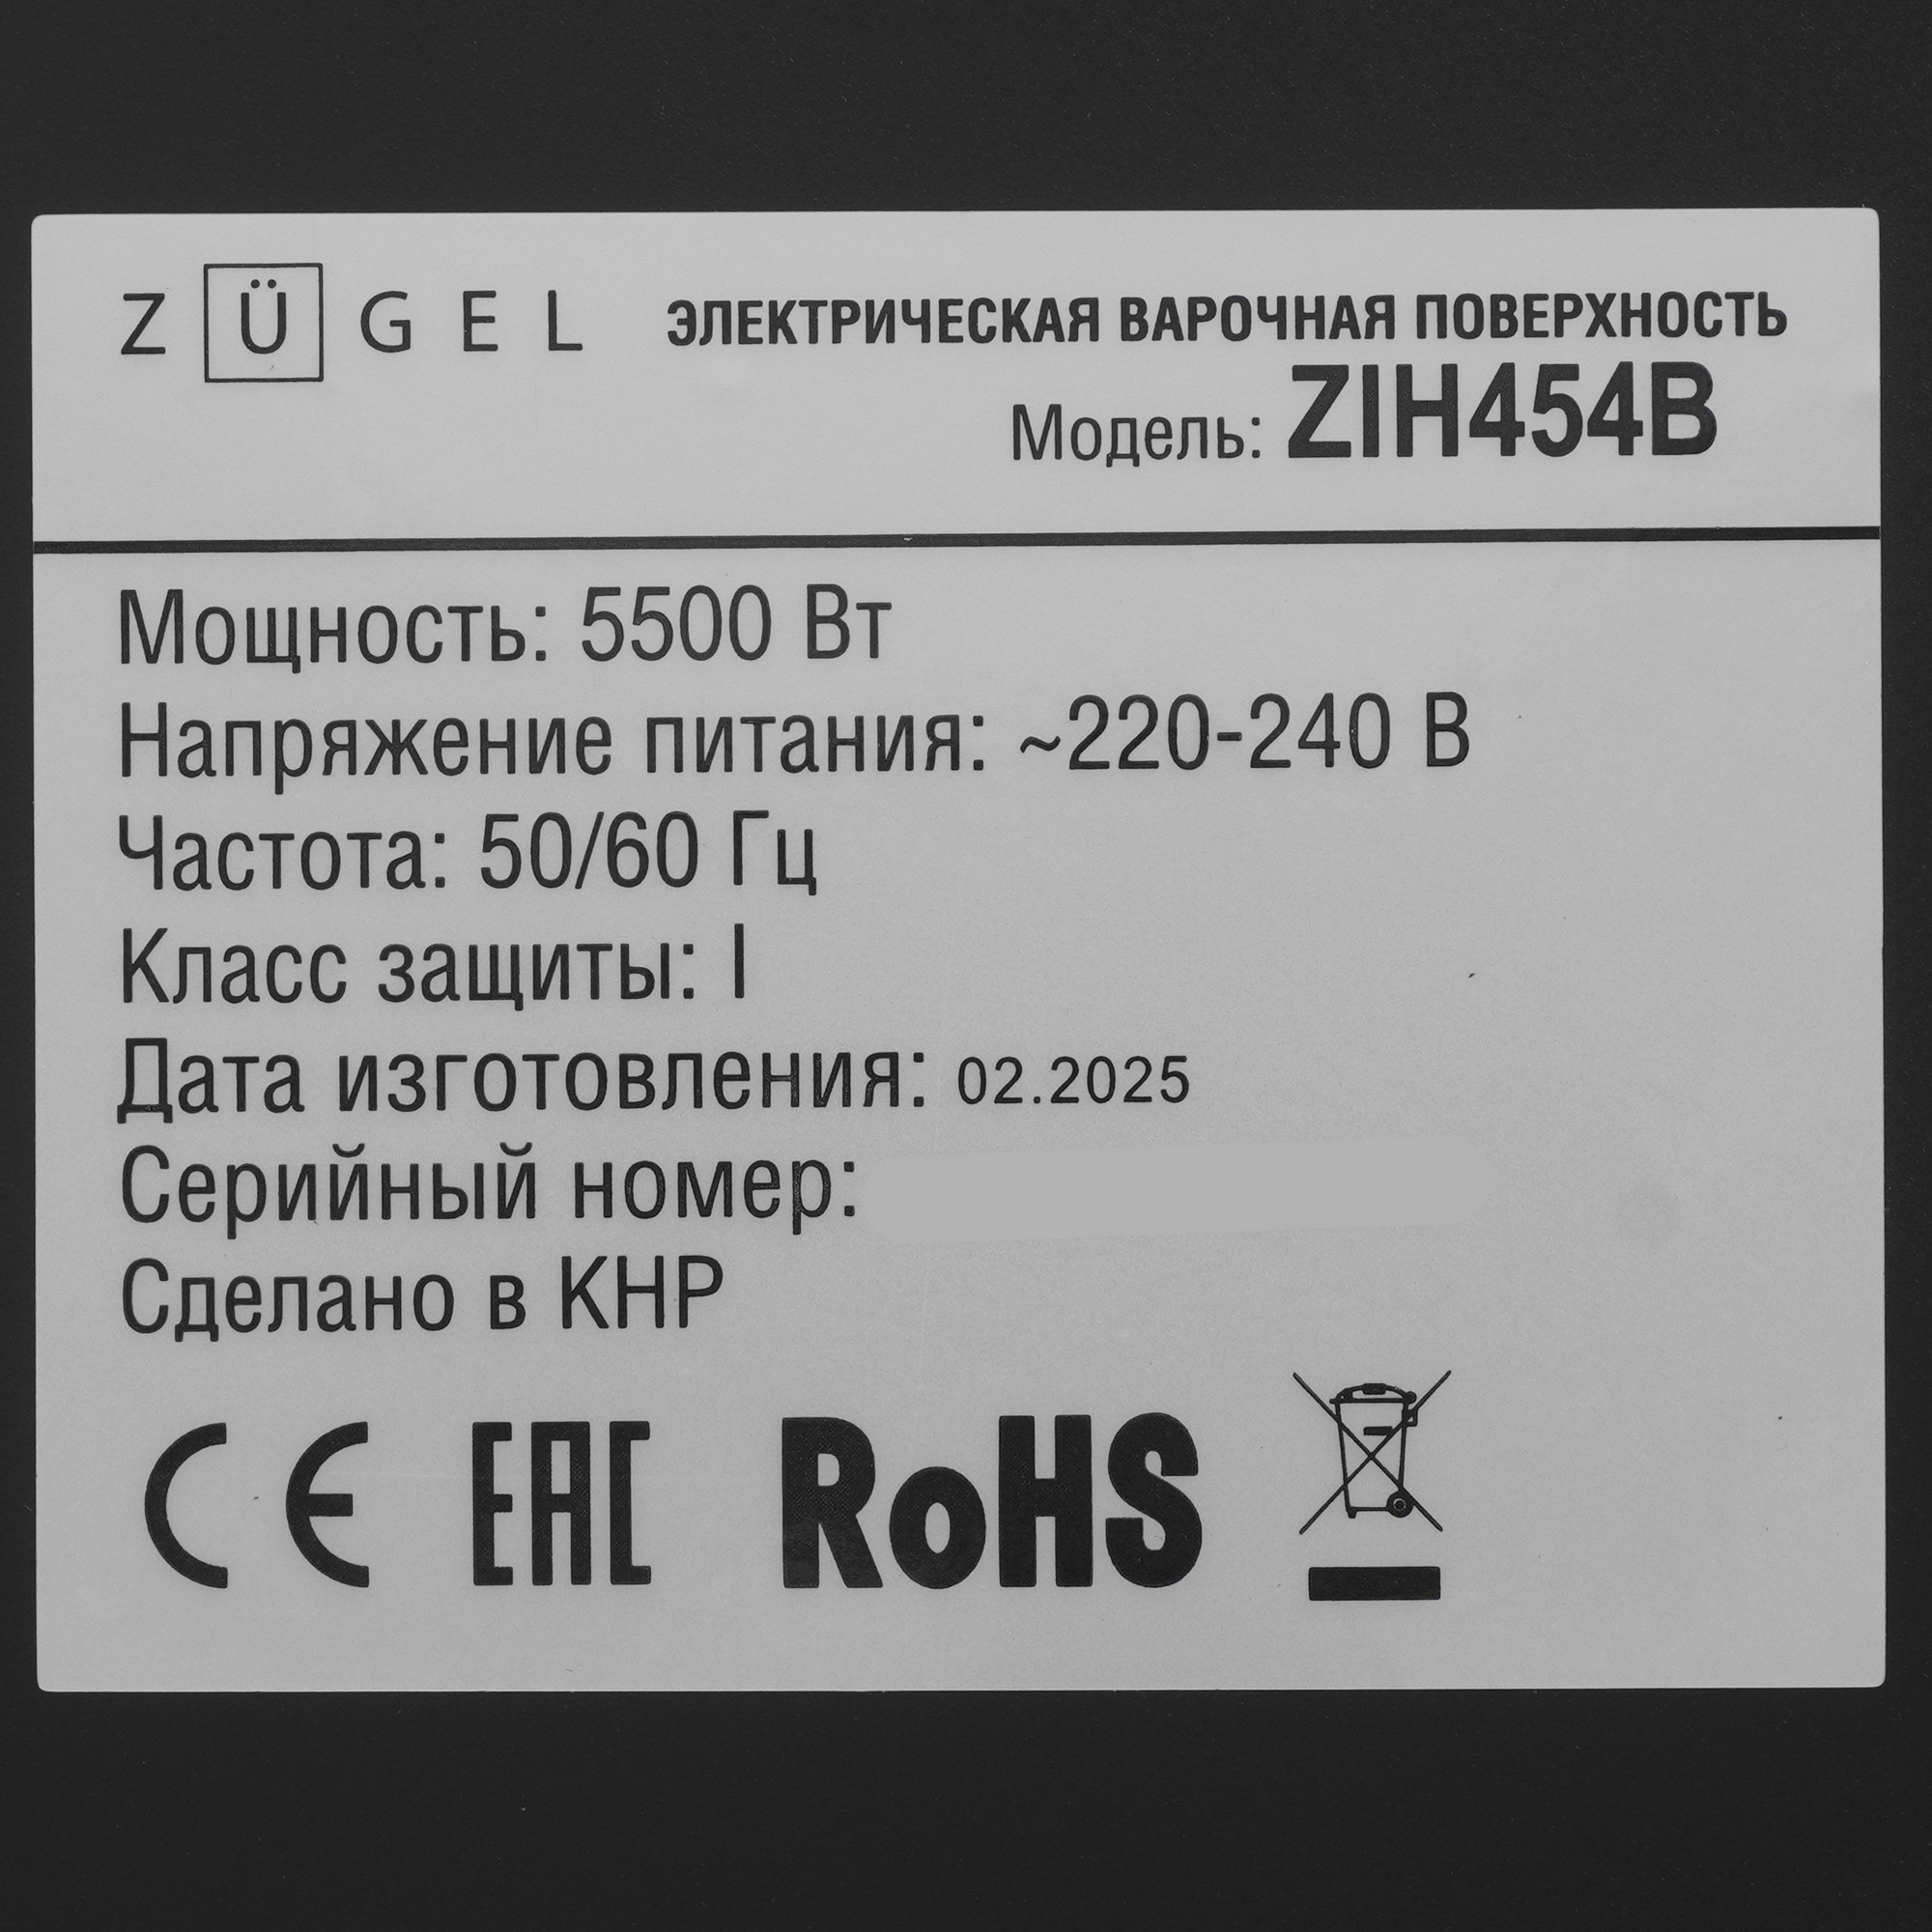 ZÜGEL ЭЛЕКТРИЧЕСКАЯ ВАРОЧНАЯ ПОВЕРХНОСТЬ
Модель: ZIH454B
Мощность: 5500 Вт
Напряжение питания: ~220-240 В
Частота: 50/60 Гц
Класс защиты: I
Дата изготовления: 02.2025
Серийный номер:
Сделано в КНР
CE EAC RoHS